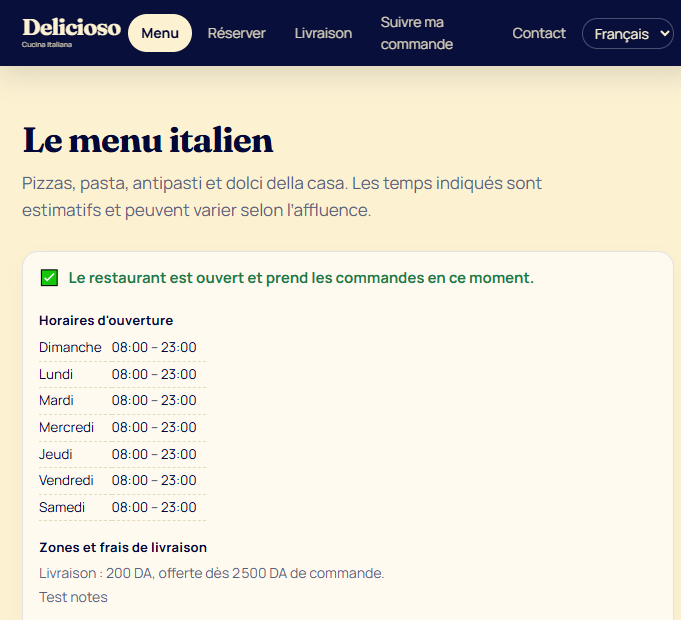 Delicioso
Cucina Italiana
Menu
Réserver
Livraison
Suivre ma
commande
Contact
Français
Le menu italien
Pizzas, pasta, antipasti et dolci della casa. Les temps indiqués sont
estimatifs et peuvent varier selon l'affluence.
Le restaurant est ouvert et prend les commandes en ce moment.
Horaires d'ouverture
Dimanche 08:00 – 23:00
Lundi 08:00 – 23:00
Mardi 08:00 – 23:00
Mercredi 08:00 – 23:00
Jeudi 08:00 – 23:00
Vendredi 08:00 – 23:00
Samedi 08:00 – 23:00
Zones et frais de livraison
Livraison : 200 DA, offerte dès 2 500 DA de commande.
Test notes